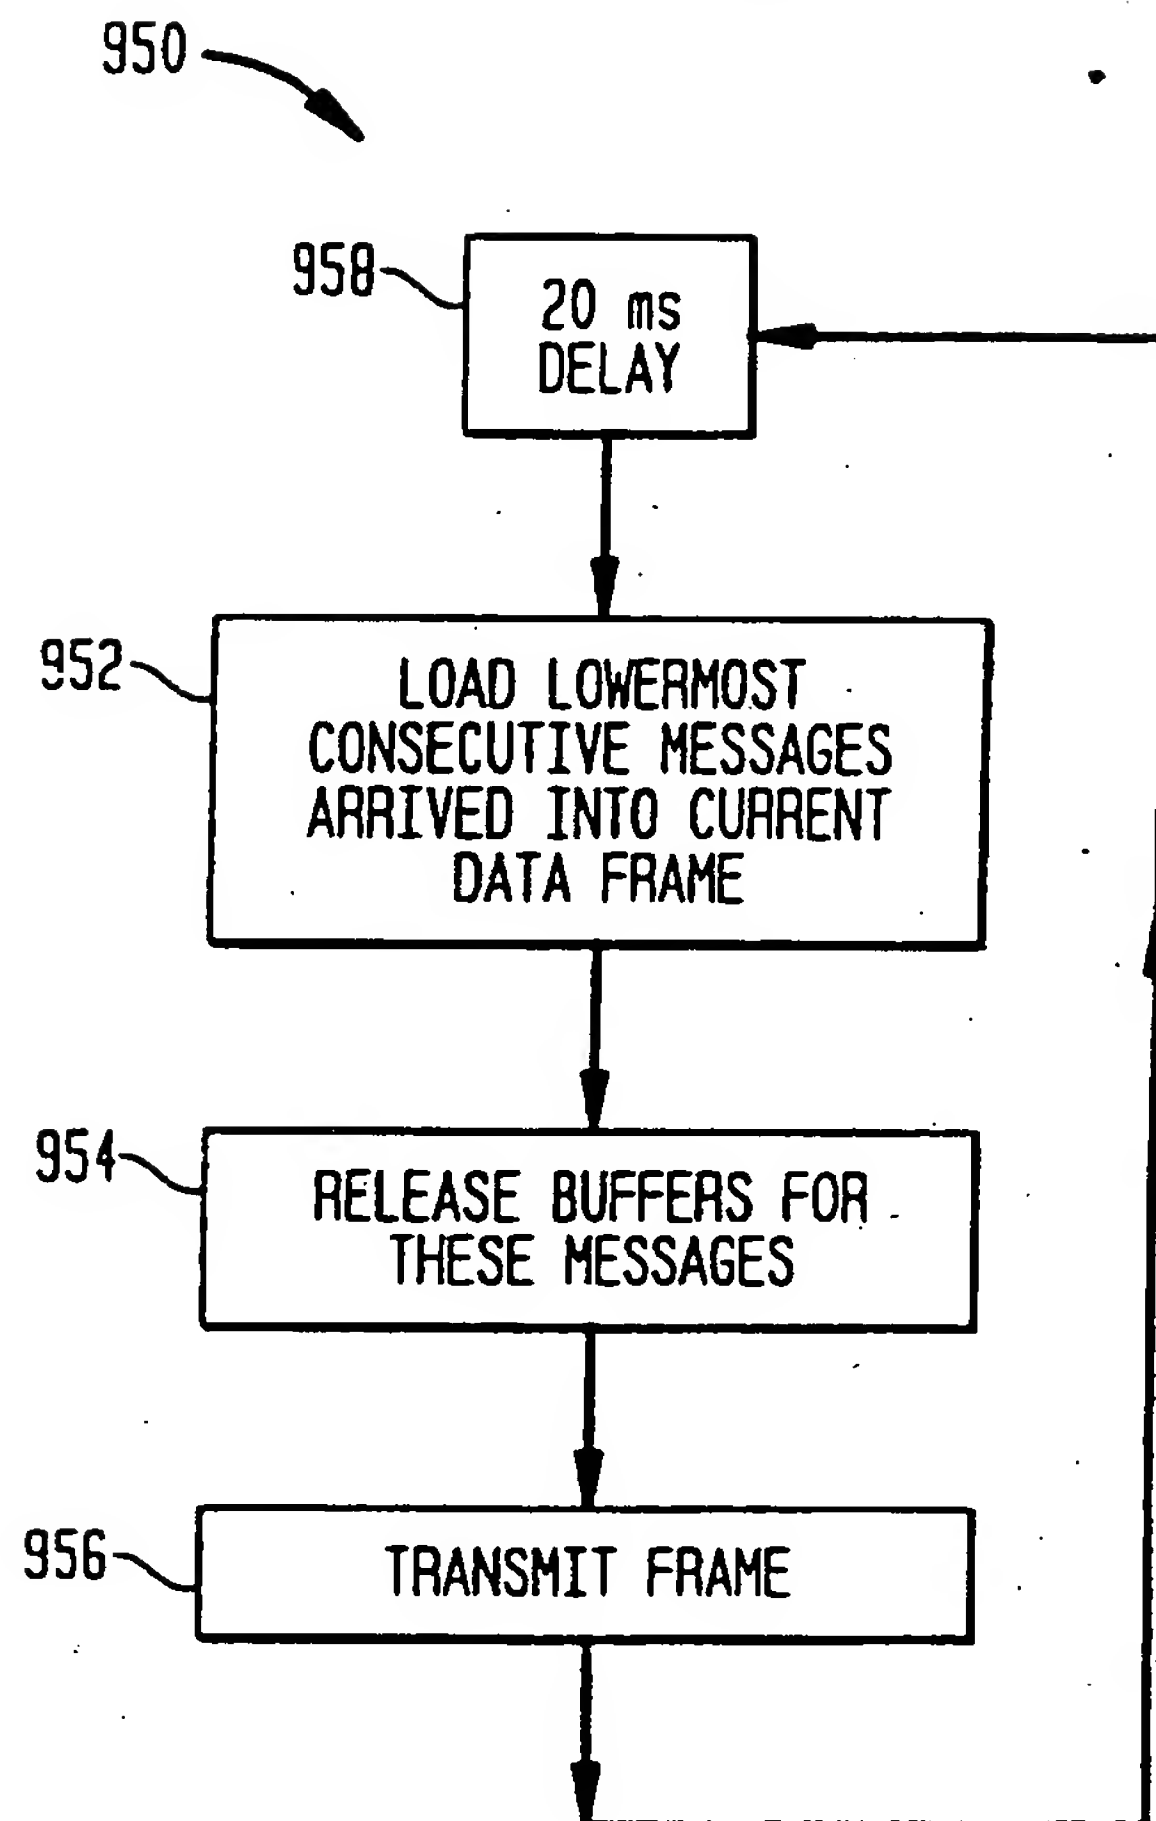 950
958
20 ms
DELAY
952
LOAD LOWERMOST
CONSECUTIVE MESSAGES
ARRIVED INTO CURRENT
DATA FRAME
954
RELEASE BUFFERS FOR
THESE MESSAGES
956
TRANSMIT FRAME